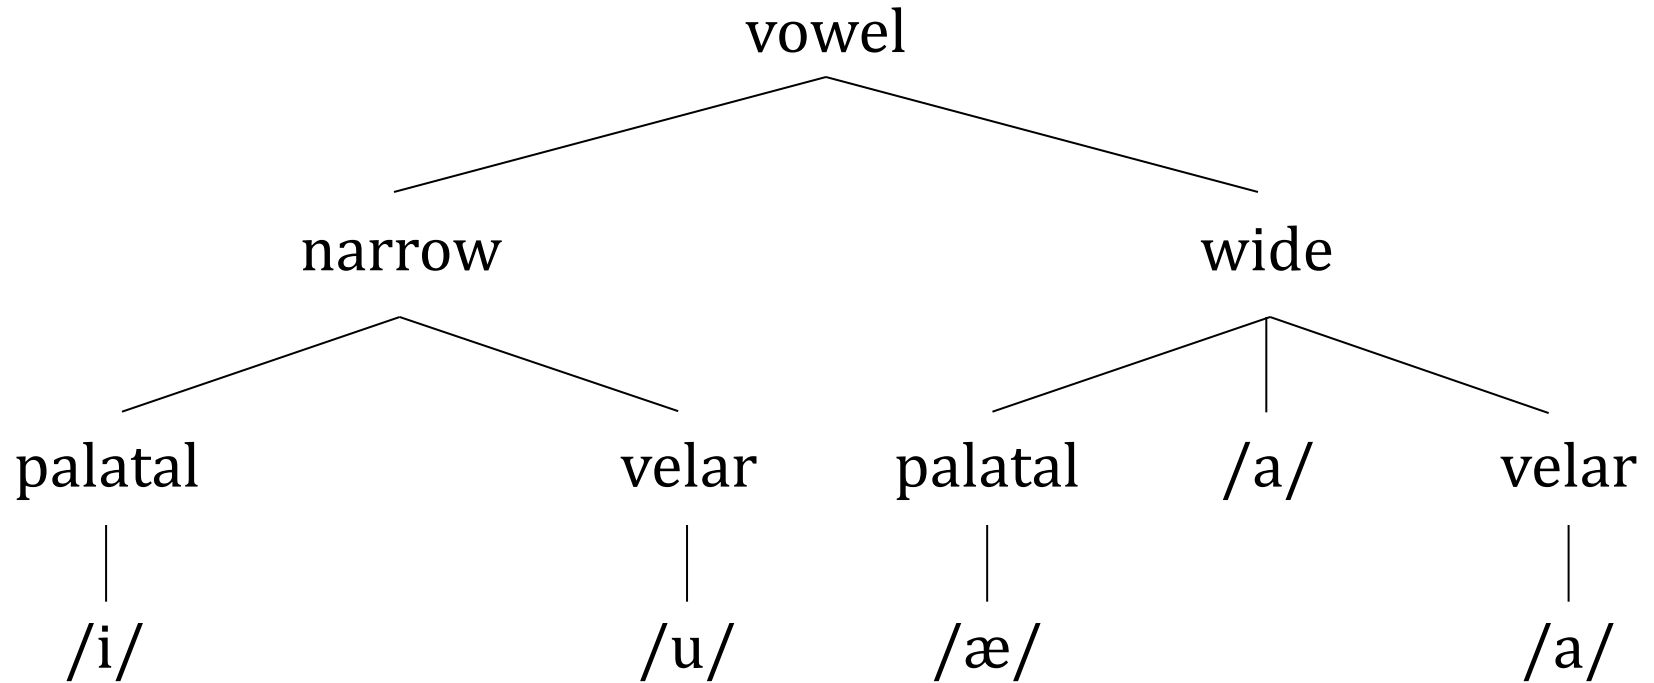 vowel
narrow wide
palatal velar palatal /a/ velar
/i/ /u/ /æ/ /a/